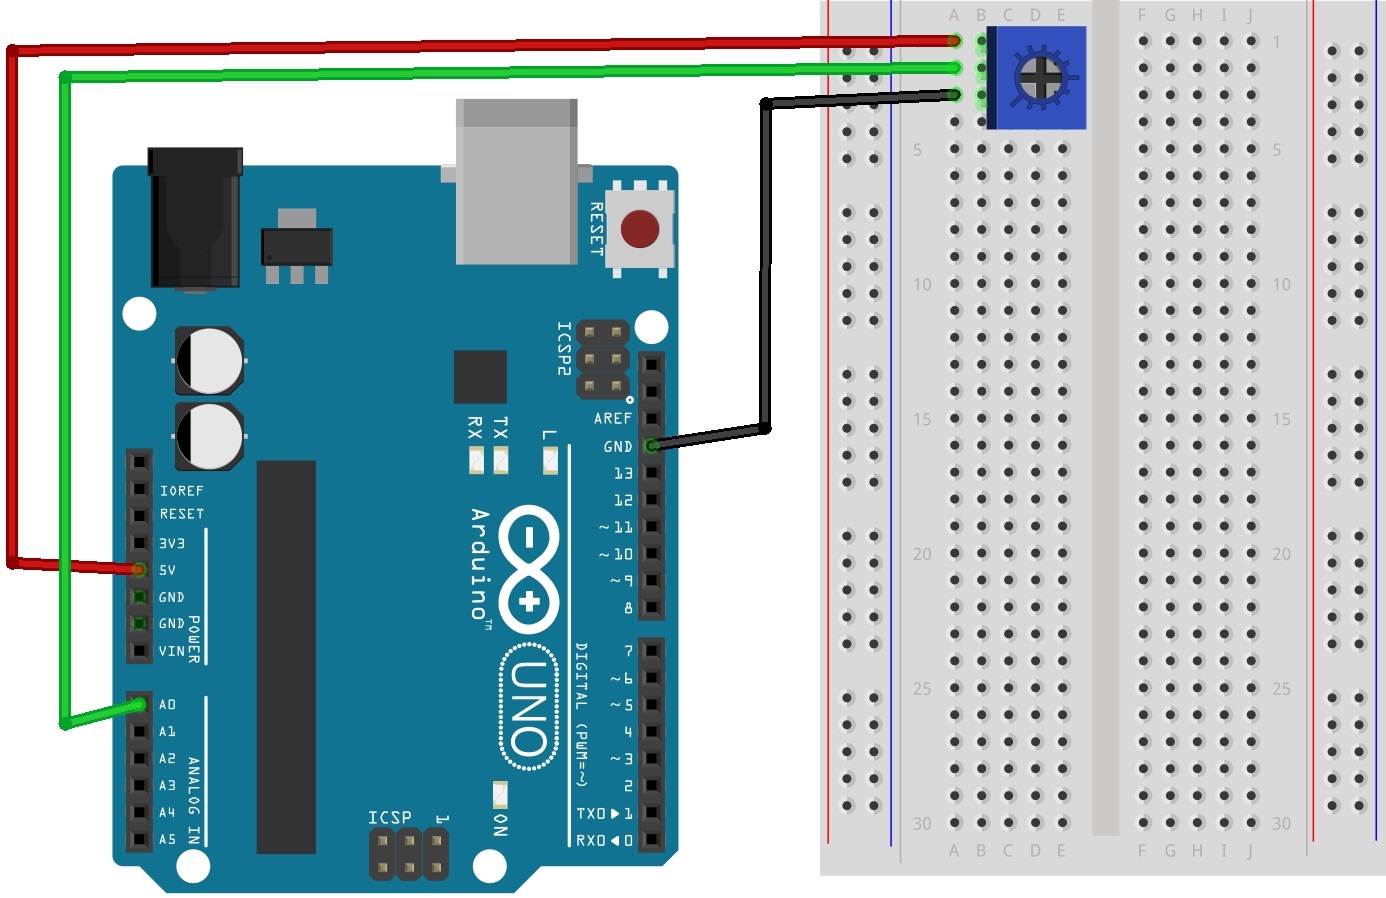 A B C D E F G H I J
1 1
5 5
10 10
15 15
20 20
25 25
30 30
A B C D E F G H I J
RESET
ICSP2
AREF
GND
13
12
~11
~10
~9
8
7
~6
~5
4
~3
2
TX0▶1
RX0◀0
DIGITAL (PWM=~)
RX
TX
L
IOREF
RESET
3V3
5V
GND
GND
VIN
POWER
A0
A1
A2
A3
A4
A5
ANALOG IN
Arduino™
UNO
ON
ICSP
1